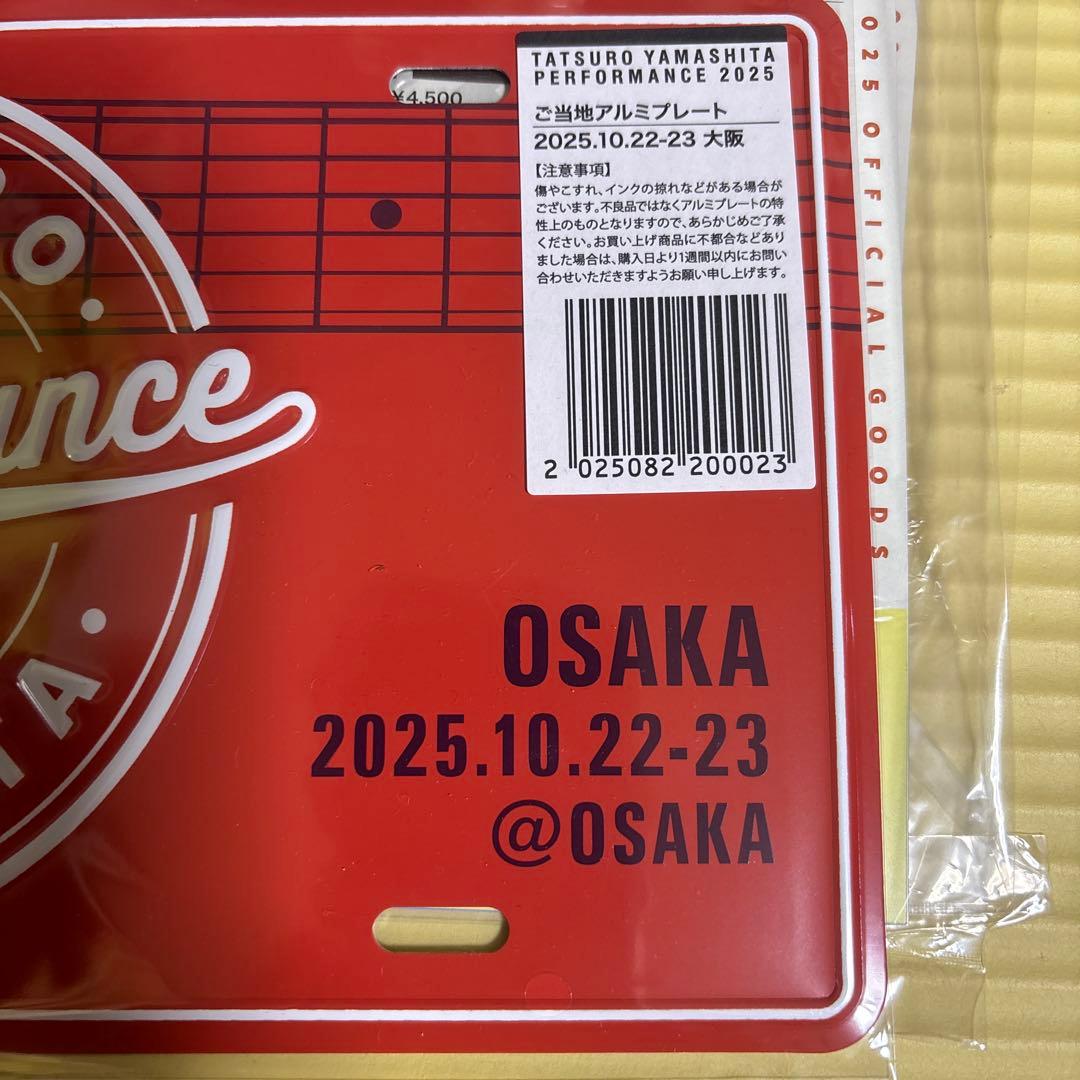 TATSURO YAMASHITA
PERFORMANCE 2025
ご当地アルミプレート
2025.10.22-23 大阪
【注意事項】
傷やこすれ、インクの掠れなどがある場合が
ございます。不良品ではなくアルミプレートの特
性上のものとなりますので、あらかじめご了承
ください。お買い上げ商品に不都合などあり
ました場合は、購入日より1週間以内にお問い
合わせいただきますようお願い申し上げます。
2 025082 200023
¥4,500
025 OFFICIAL GOODS
O
ance
TA
OSAKA
2025.10.22-23
@OSAKA